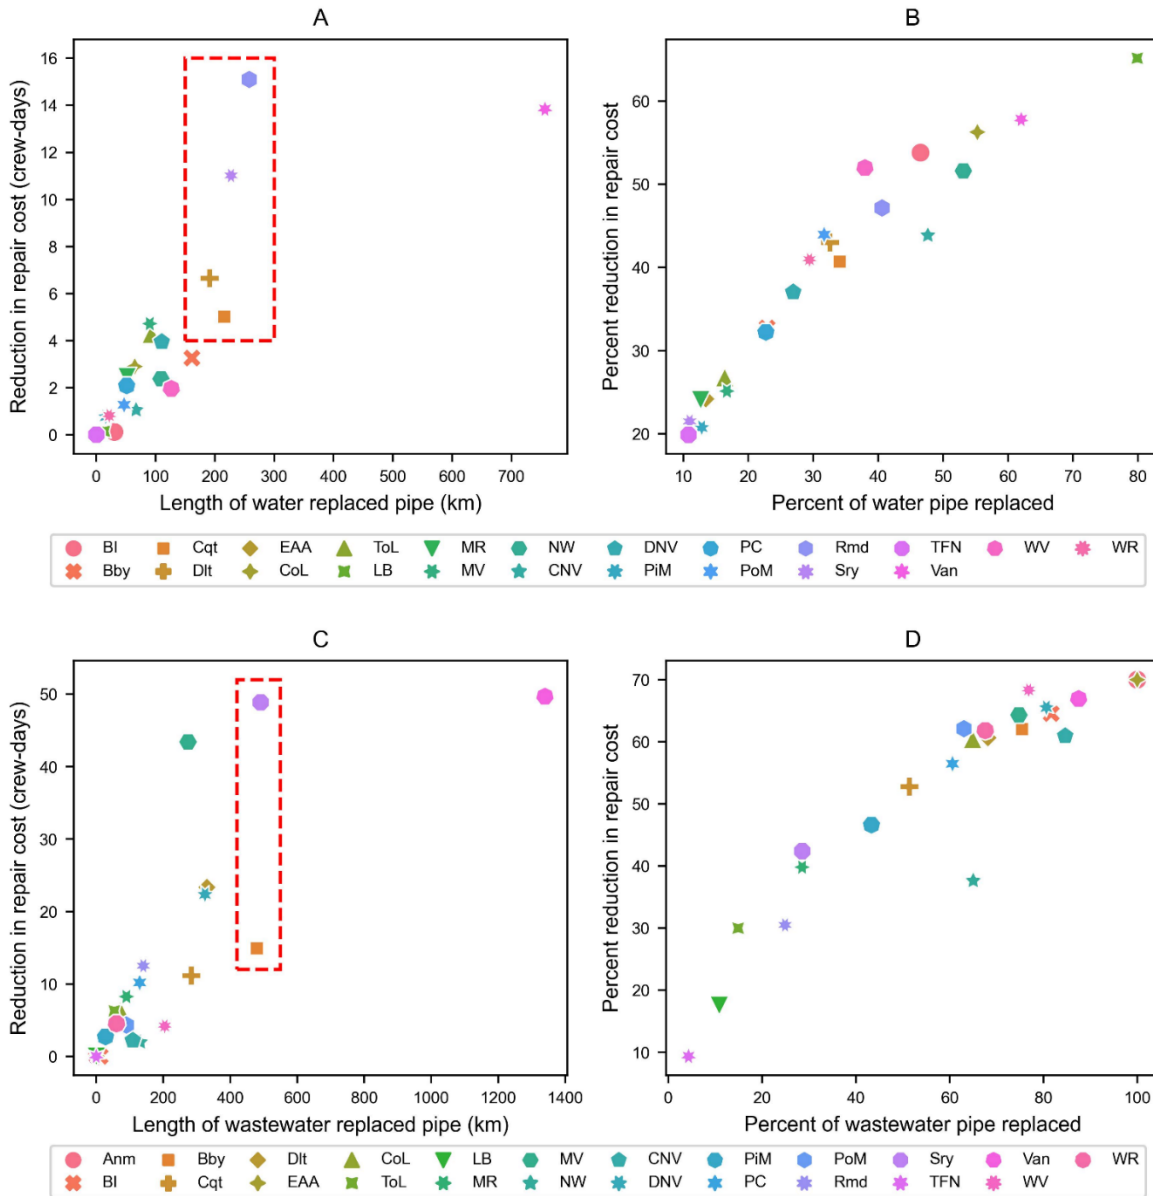 A
B
Reduction in repair cost (crew-days)
16
14
12
10
8
6
4
2
0
0 100 200 300 400 500 600 700
Length of water replaced pipe (km)
Percent reduction in repair cost
60
50
40
30
20
10 20 30 40 50 60 70 80
Percent of water pipe replaced
BI Cqt EAA ToL MR NW DNV PC Rmd TFN WV WR
Bby Dlt CoL LB MV CNV PiM PoM Sry Van
C
D
Reduction in repair cost (crew-days)
50
40
30
20
10
0
0 200 400 600 800 1000 1200 1400
Length of wastewater replaced pipe (km)
Percent reduction in repair cost
70
60
50
40
30
20
10
0 20 40 60 80 100
Percent of wastewater pipe replaced
Anm Bby Dlt CoL LB MV CNV PiM PoM Sry Van WR
BI Cqt EAA ToL MR NW DNV PC Rmd TFN WV